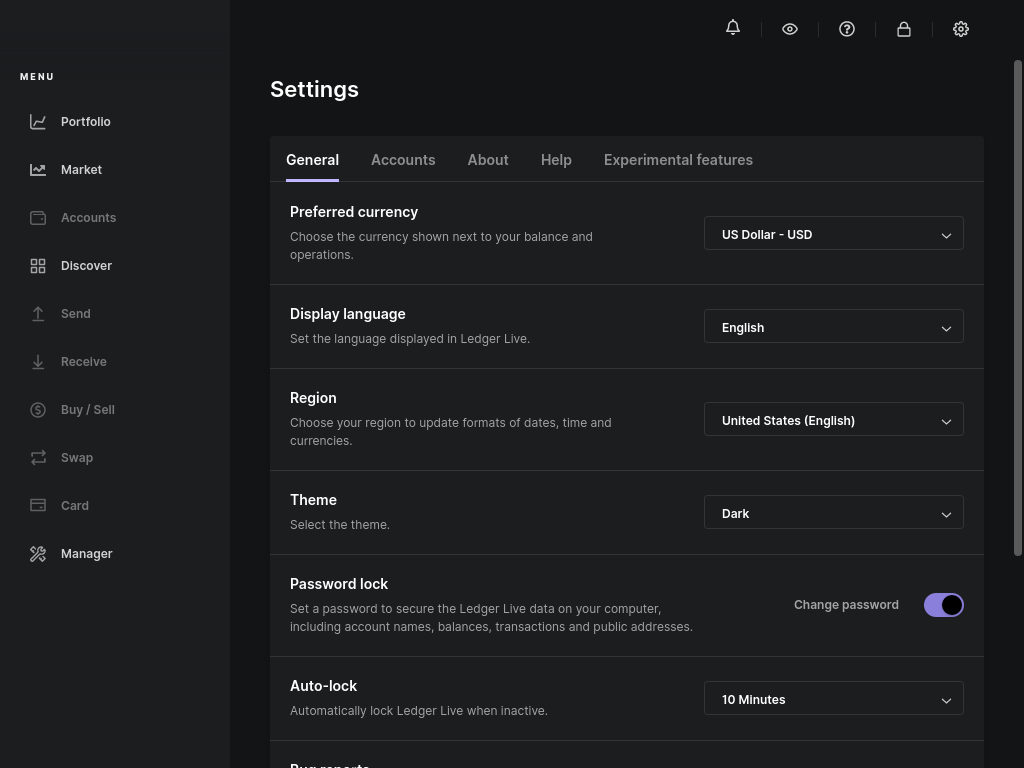 MENU
Portfolio
Market
Accounts
Discover
Send
Receive
Buy / Sell
Swap
Card
Manager
Settings
General
Accounts
About
Help
Experimental features
Preferred currency
Choose the currency shown next to your balance and
operations.
US Dollar - USD
Display language
Set the language displayed in Ledger Live.
English
Region
Choose your region to update formats of dates, time and
currencies.
United States (English)
Theme
Select the theme.
Dark
Password lock
Set a password to secure the Ledger Live data on your computer,
including account names, balances, transactions and public addresses.
Change password
Auto-lock
Automatically lock Ledger Live when inactive.
10 Minutes
Bug reports